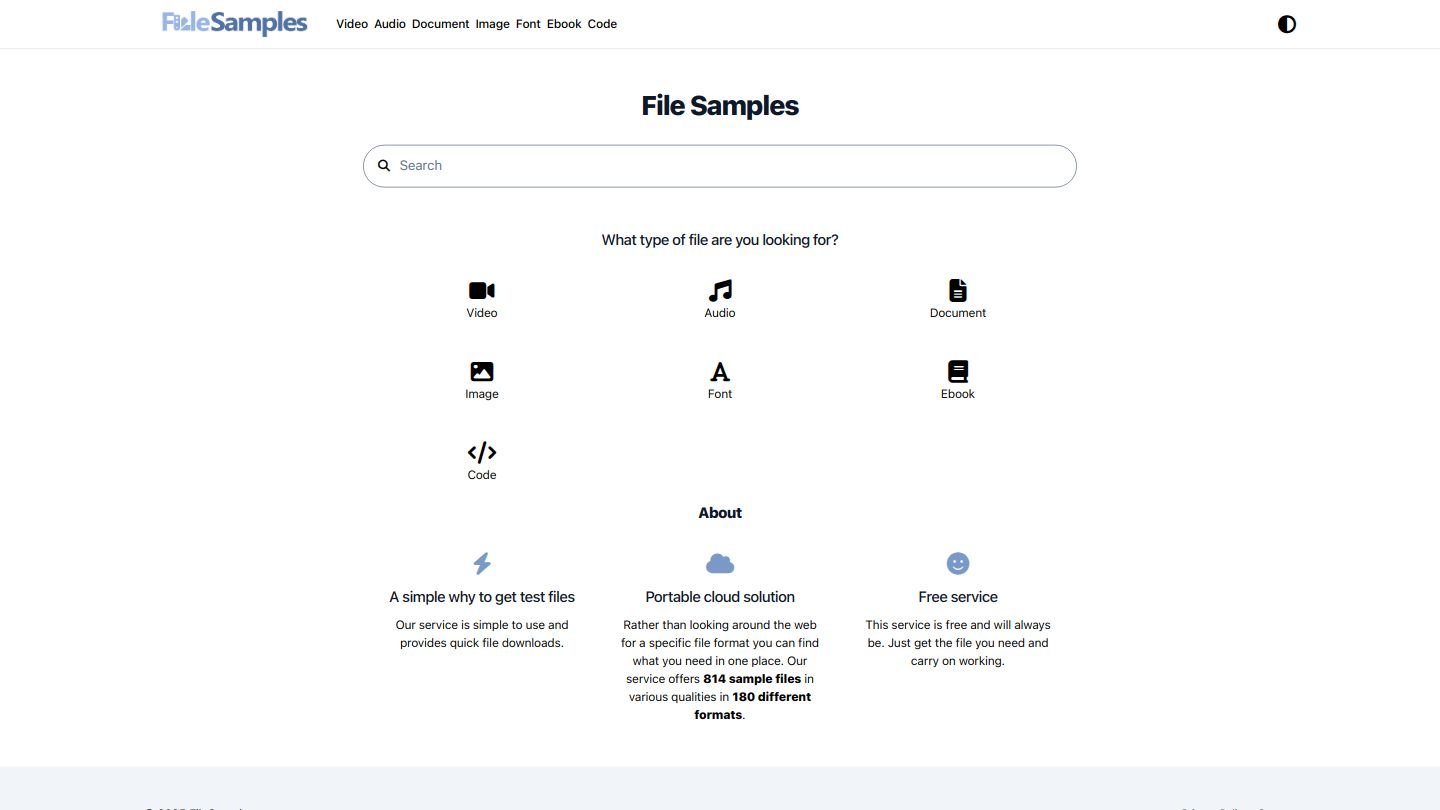 FileSamples
Video Audio Document Image Font Ebook Code
File Samples
Search
What type of file are you looking for?
Video
Audio
Document
Image
Font
Ebook
Code
About
A simple why to get test files
Our service is simple to use and
provides quick file downloads.
Portable cloud solution
Rather than looking around the web
for a specific file format you can find
what you need in one place. Our
service offers 814 sample files in
various qualities in 180 different
formats.
Free service
This service is free and will always
be. Just get the file you need and
carry on working.